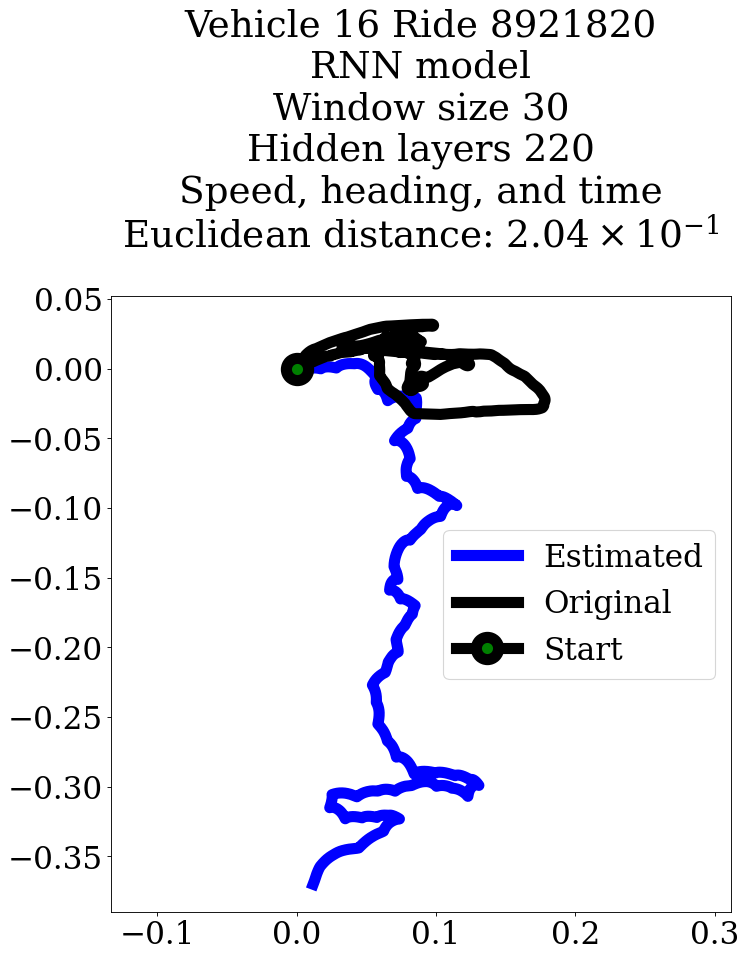 Vehicle 16 Ride 8921820
RNN model
Window size 30
Hidden layers 220
Speed, heading, and time
Euclidean distance: 2.04 × 10⁻¹
0.05
0.00
−0.05
−0.10
−0.15
−0.20
−0.25
−0.30
−0.35
Estimated
Original
Start
−0.1
0.0
0.1
0.2
0.3